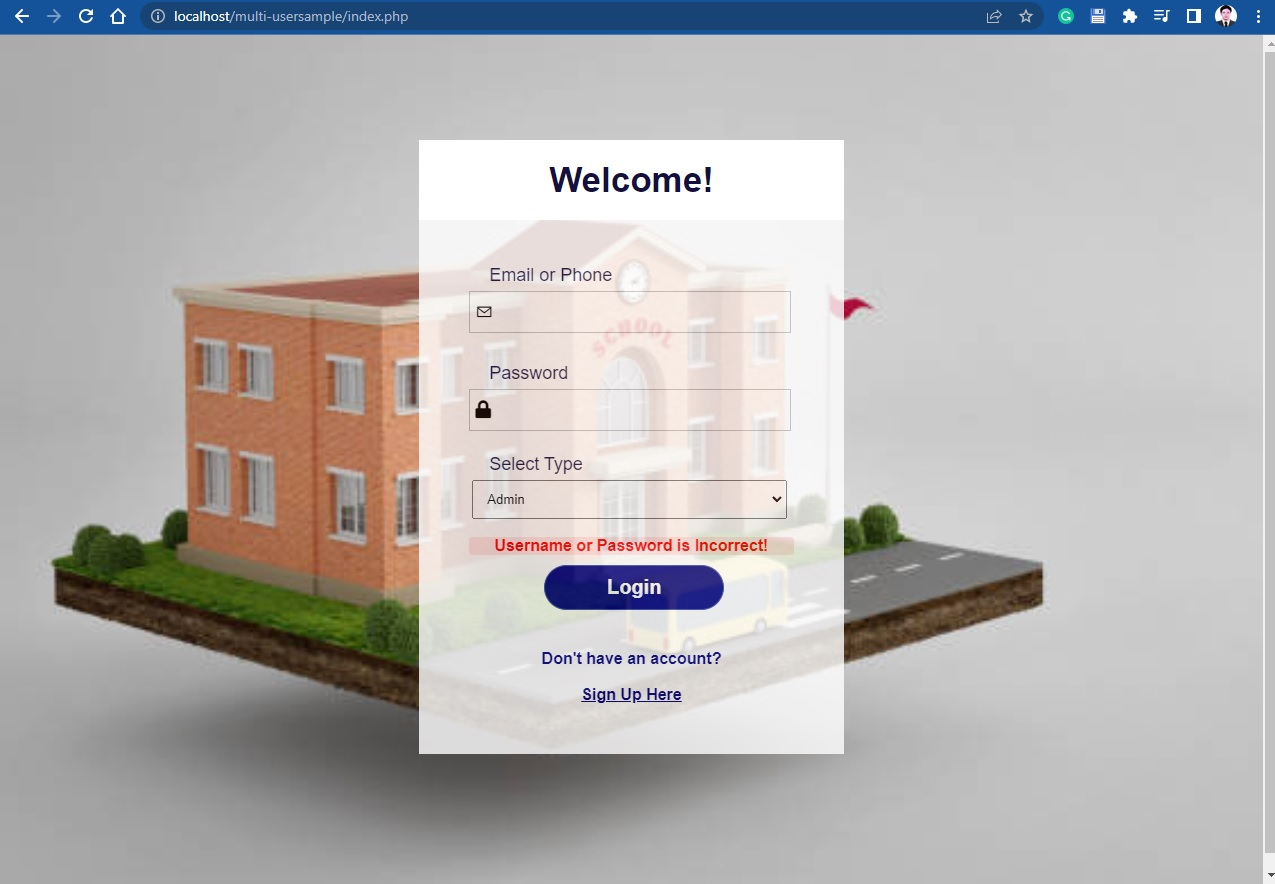 localhost/multi-usersample/index.php
Welcome!
SCHOOL
Email or Phone
Password
Select Type
Admin
Username or Password is Incorrect!
Login
Don't have an account?
Sign Up Here